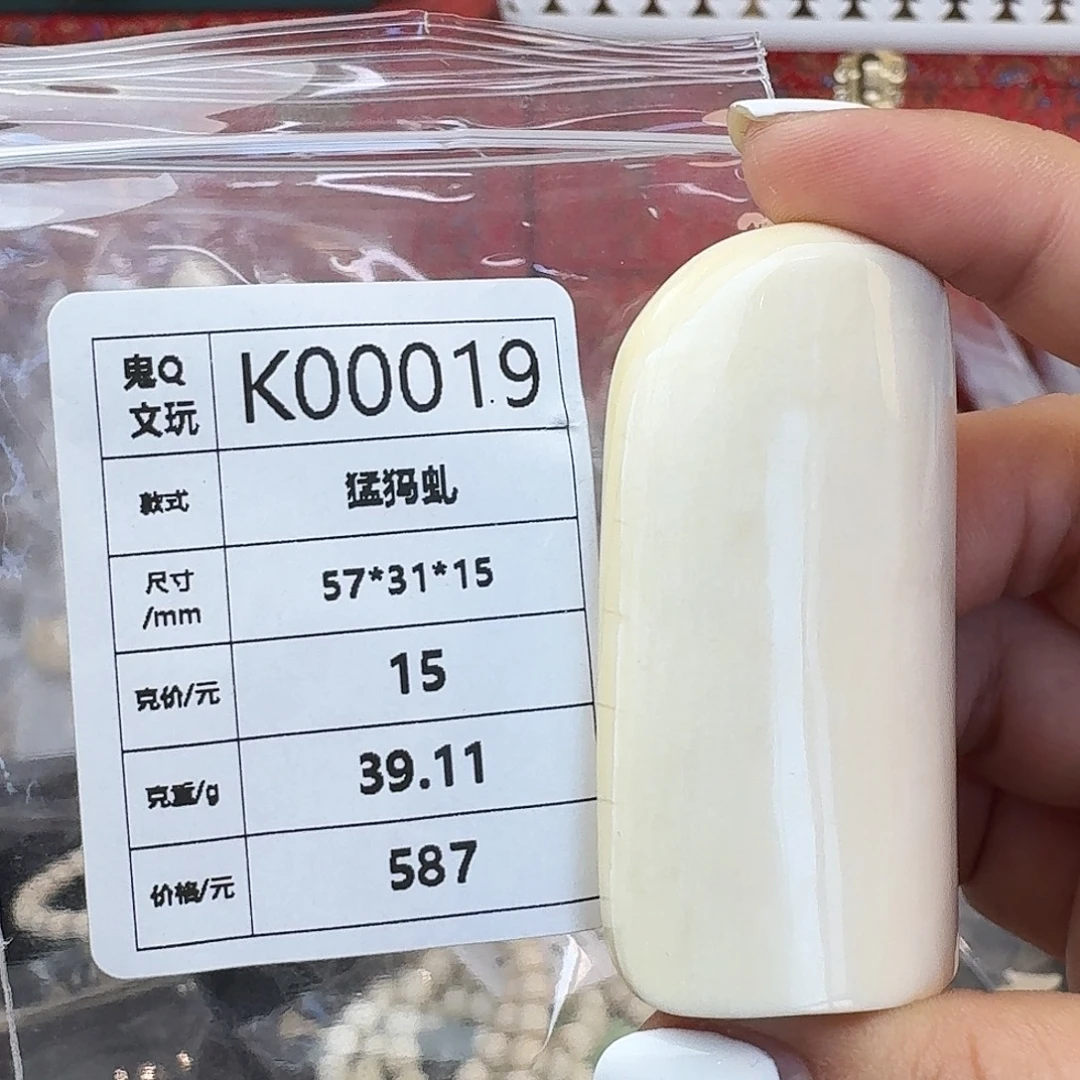 鬼Q
文玩
K00019
款式
猛犸虬
尺寸
/mm
57*31*15
克价/元
15
克重/g
39.11
价格/元
587